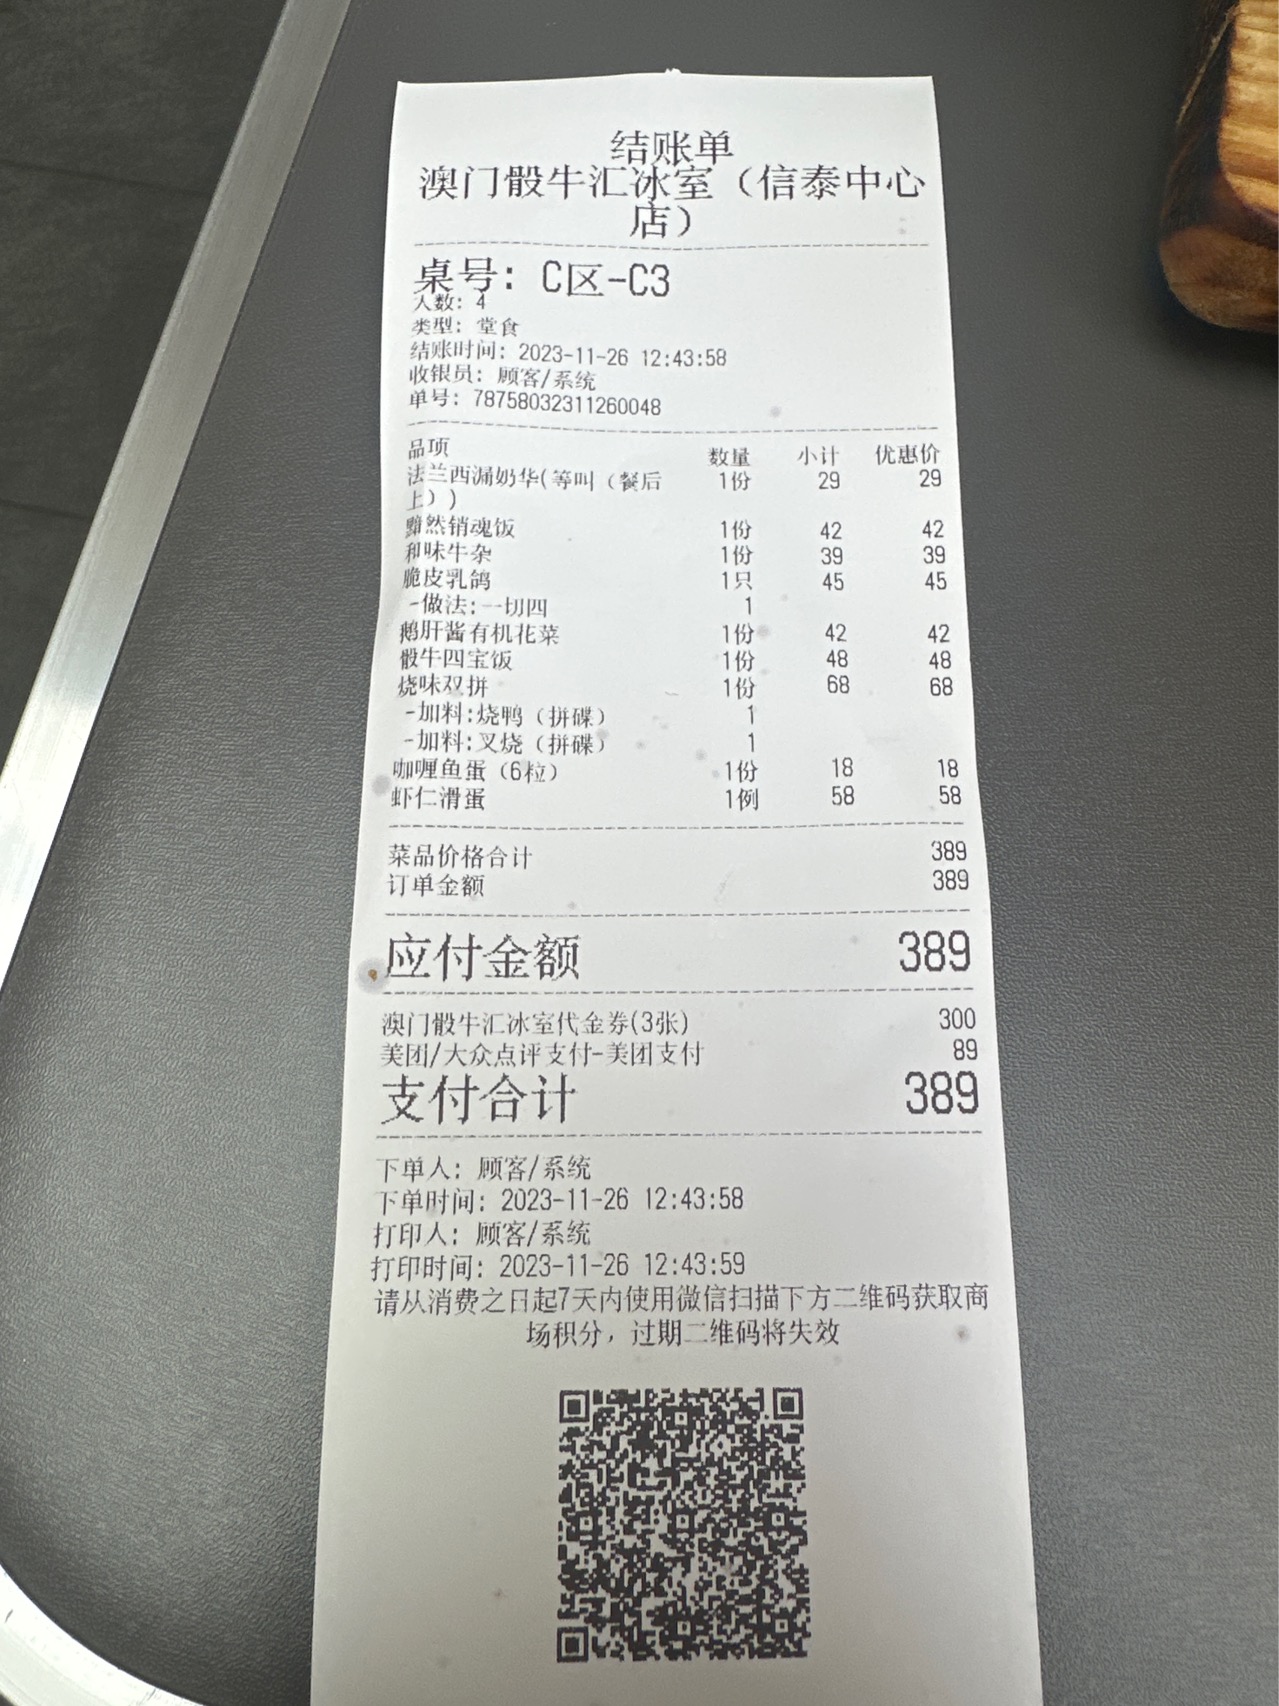 结账单
澳门骰牛汇冰室（信泰中心
店）
桌号：C区-C3
人数：4
类型：堂食
结账时间：2023-11-26 12:43:58
收银员：顾客/系统
单号：78758032311260048
品项 数量 小计 优惠价
法兰西漏奶华(等叫（餐后 1份 29 29
上）)
黯然销魂饭 1份 42 42
和味牛杂 1份 39 39
脆皮乳鸽 1只 45 45
-做法:一切四 1
鹅肝酱有机花菜 1份 42 42
骰牛四宝饭 1份 48 48
烧味双拼 1份 68 68
-加料:烧鸭（拼碟） 1
-加料:叉烧（拼碟） 1
咖喱鱼蛋（6粒） 1份 18 18
虾仁滑蛋 1例 58 58
菜品价格合计 389
订单金额 389
应付金额 389
澳门骰牛汇冰室代金券(3张) 300
美团/大众点评支付-美团支付 89
支付合计 389
下单人：顾客/系统
下单时间：2023-11-26 12:43:58
打印人：顾客/系统
打印时间：2023-11-26 12:43:59
请从消费之日起7天内使用微信扫描下方二维码获取商
场积分，过期二维码将失效